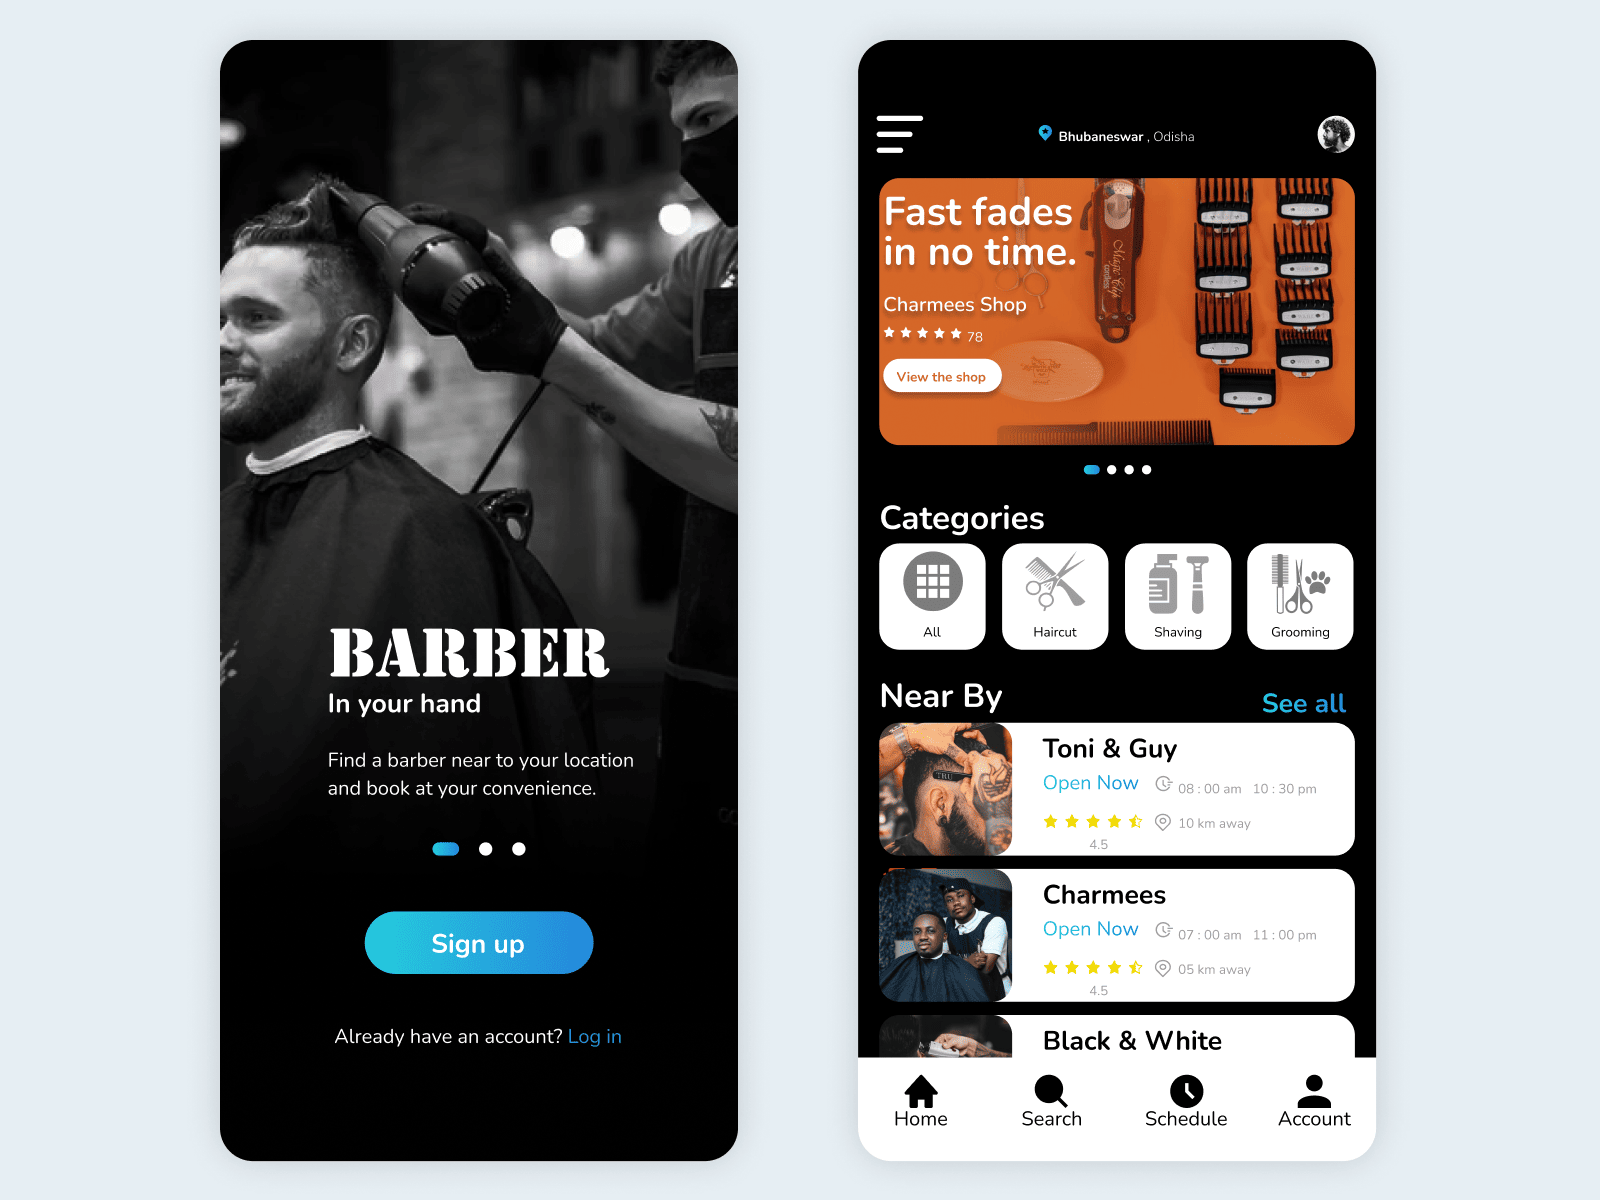 BARBER
In your hand
Find a barber near to your location
and book at your convenience.
Sign up
Already have an account? Log in
Bhubaneswar , Odisha
Fast fades
in no time.
Charmees Shop
78
View the shop
Magic Clip
cordless
Categories
All
Haircut
Shaving
Grooming
Near By
See all
TRU
Toni & Guy
Open Now
08 : 00 am 10 : 30 pm
10 km away
4.5
Charmees
Open Now
07 : 00 am 11 : 00 pm
05 km away
4.5
Black & White
Home
Search
Schedule
Account